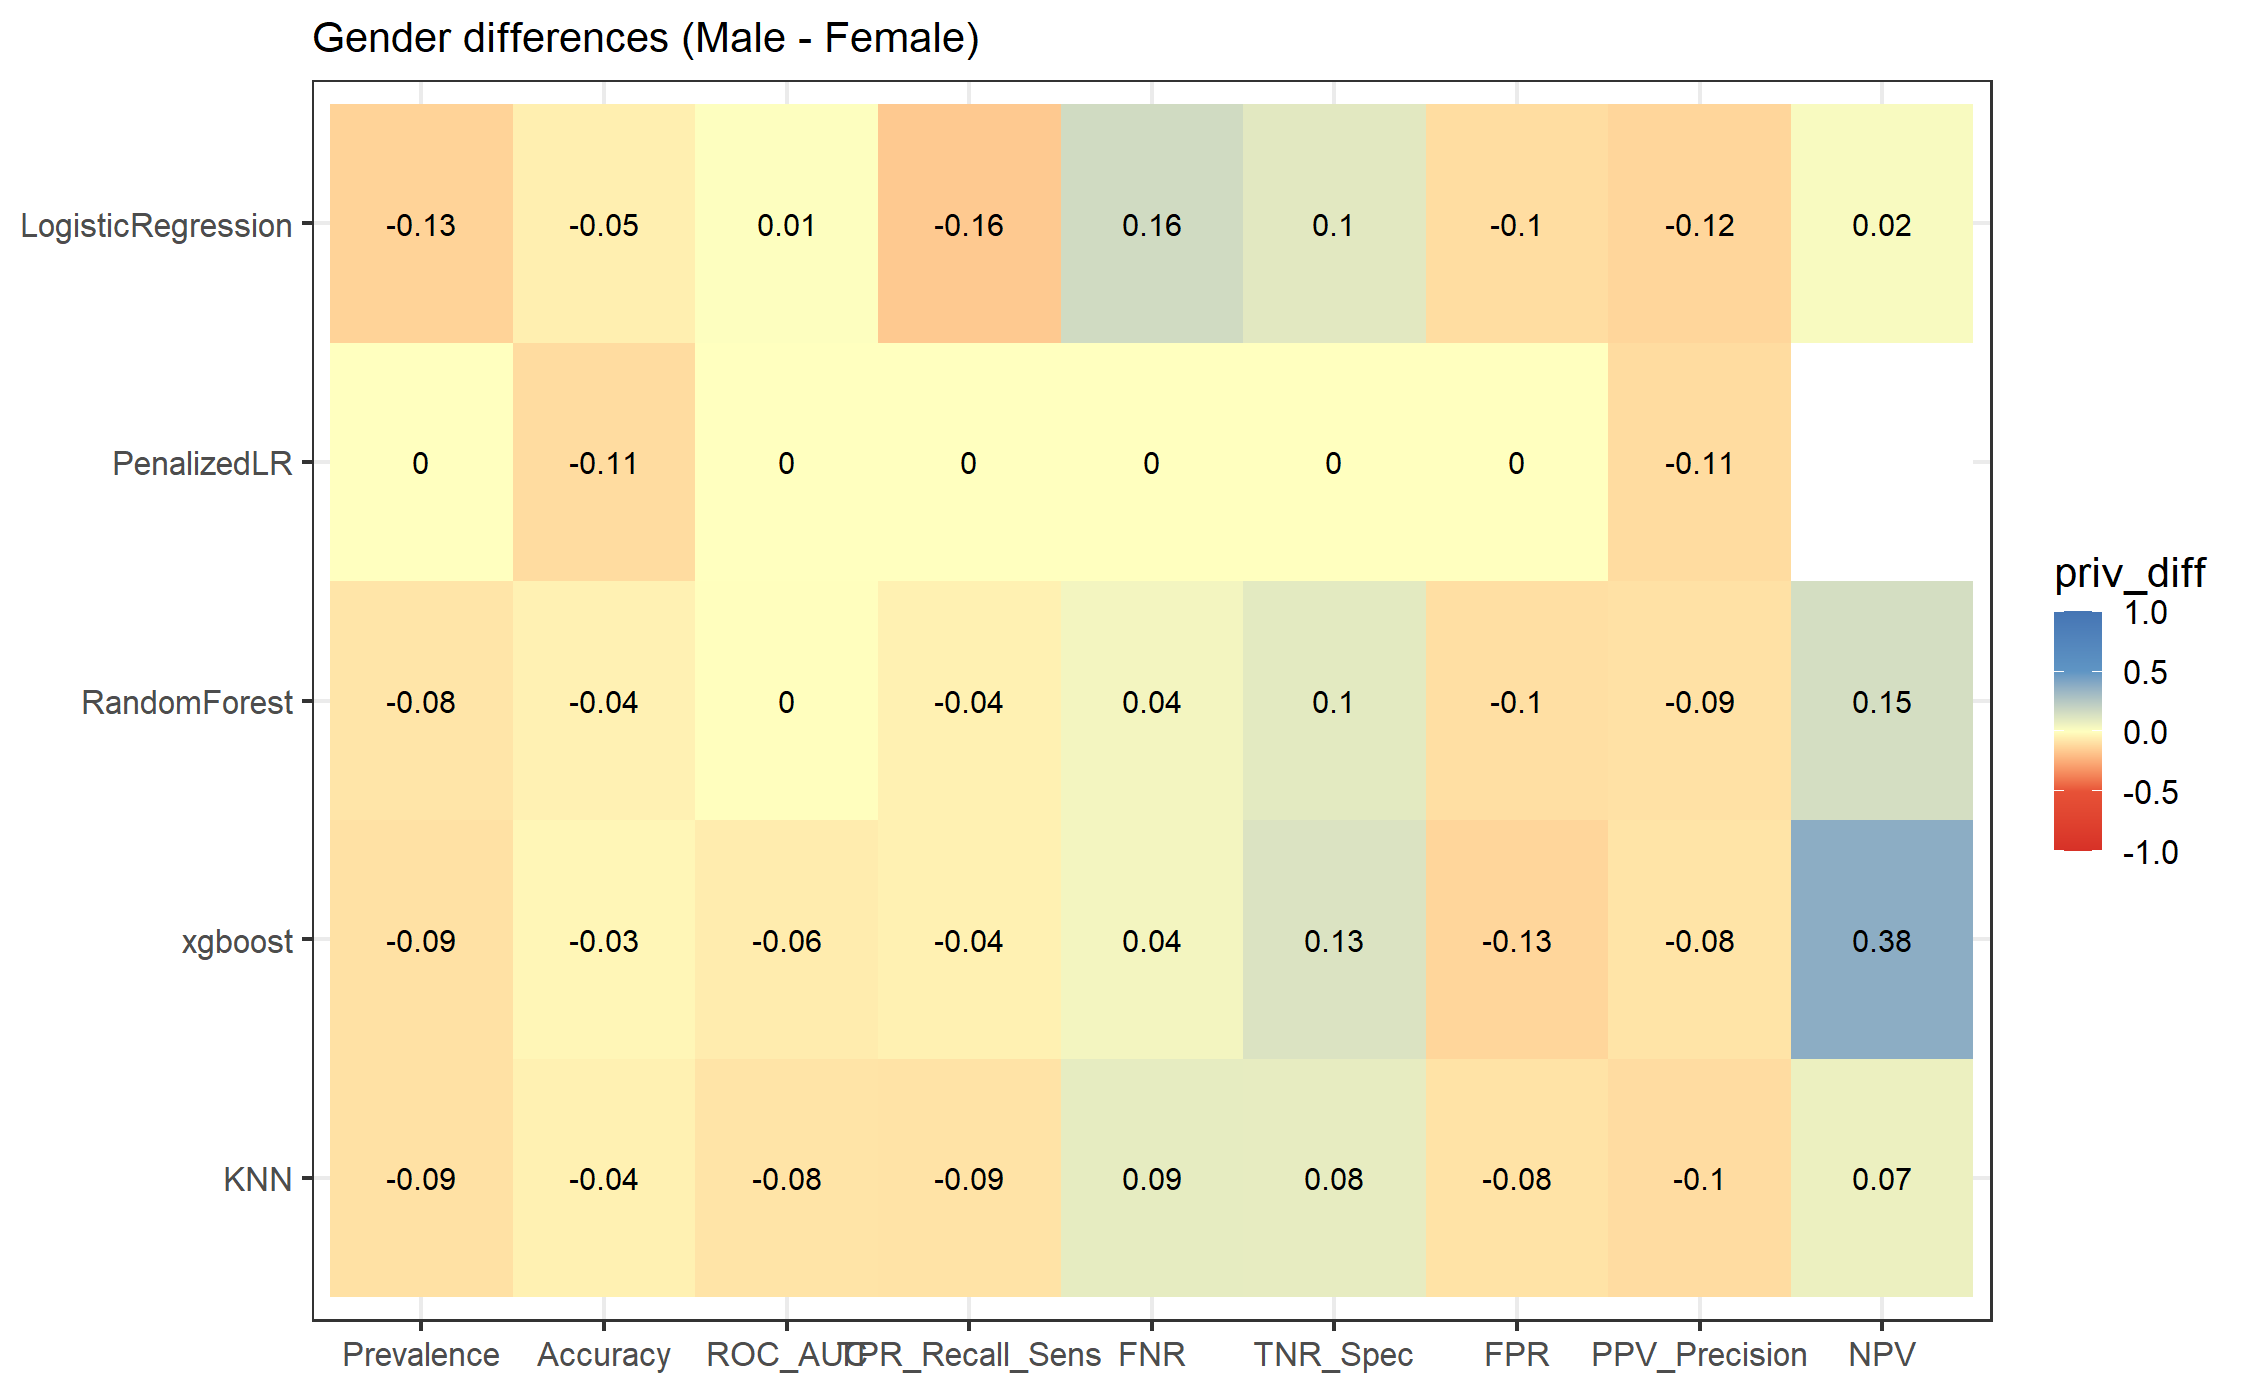 Gender differences (Male - Female)
LogisticRegression -0.13 -0.05 0.01 -0.16 0.16 0.1 -0.1 -0.12 0.02
PenalizedLR 0 -0.11 0 0 0 0 0 -0.11
RandomForest -0.08 -0.04 0 -0.04 0.04 0.1 -0.1 -0.09 0.15
xgboost -0.09 -0.03 -0.06 -0.04 0.04 0.13 -0.13 -0.08 0.38
KNN -0.09 -0.04 -0.08 -0.09 0.09 0.08 -0.08 -0.1 0.07
Prevalence Accuracy ROC_AUC TPR_Recall_Sens FNR TNR_Spec FPR PPV_Precision NPV
priv_diff
1.0
0.5
0.0
-0.5
-1.0